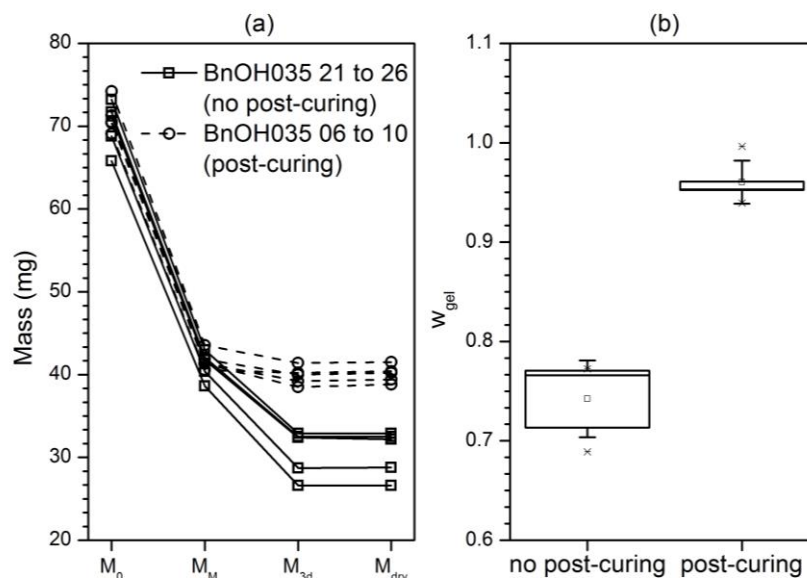 (a)
80
70
60
50
40
30
20
Mass (mg)
BnOH035 21 to 26
(no post-curing)
BnOH035 06 to 10
(post-curing)
M0
MM
M3d
Mdry
(b)
1.1
1.0
0.9
0.8
0.7
0.6
wgel
no post-curing
post-curing